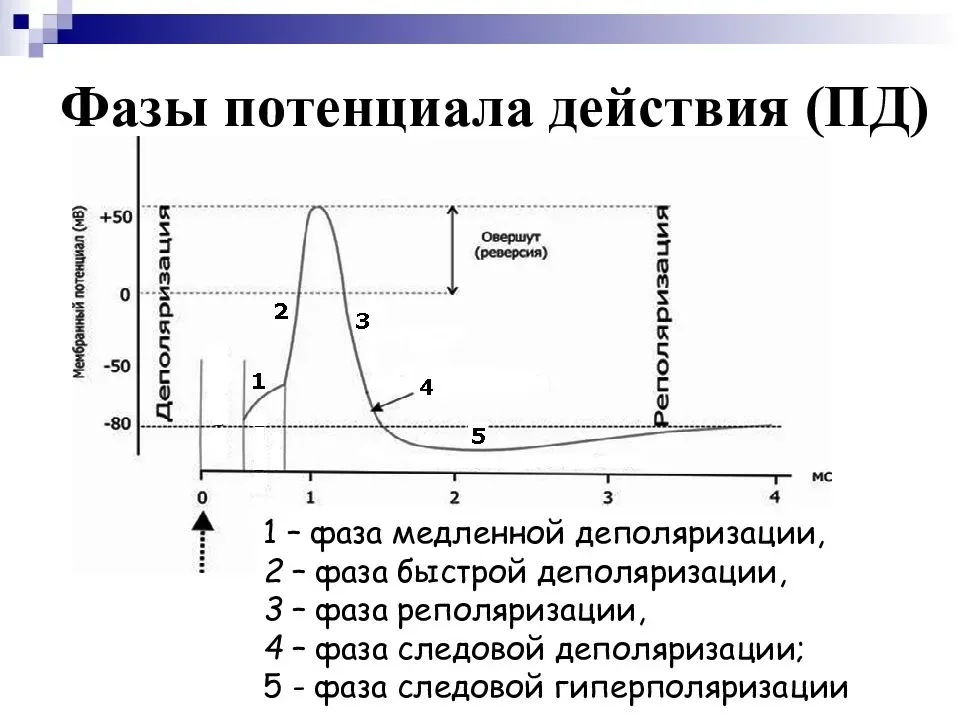 Фазы потенциала действия (ПД)
Мембранный потенциал (мВ)
+50
0
-50
-80
Деполяризация
Овершут
(реверсия)
Реполяризация
1
2
3
4
5
0 1 2 3 4 мс
1 – фаза медленной деполяризации,
2 – фаза быстрой деполяризации,
3 – фаза реполяризации,
4 – фаза следовой деполяризации;
5 - фаза следовой гиперполяризации